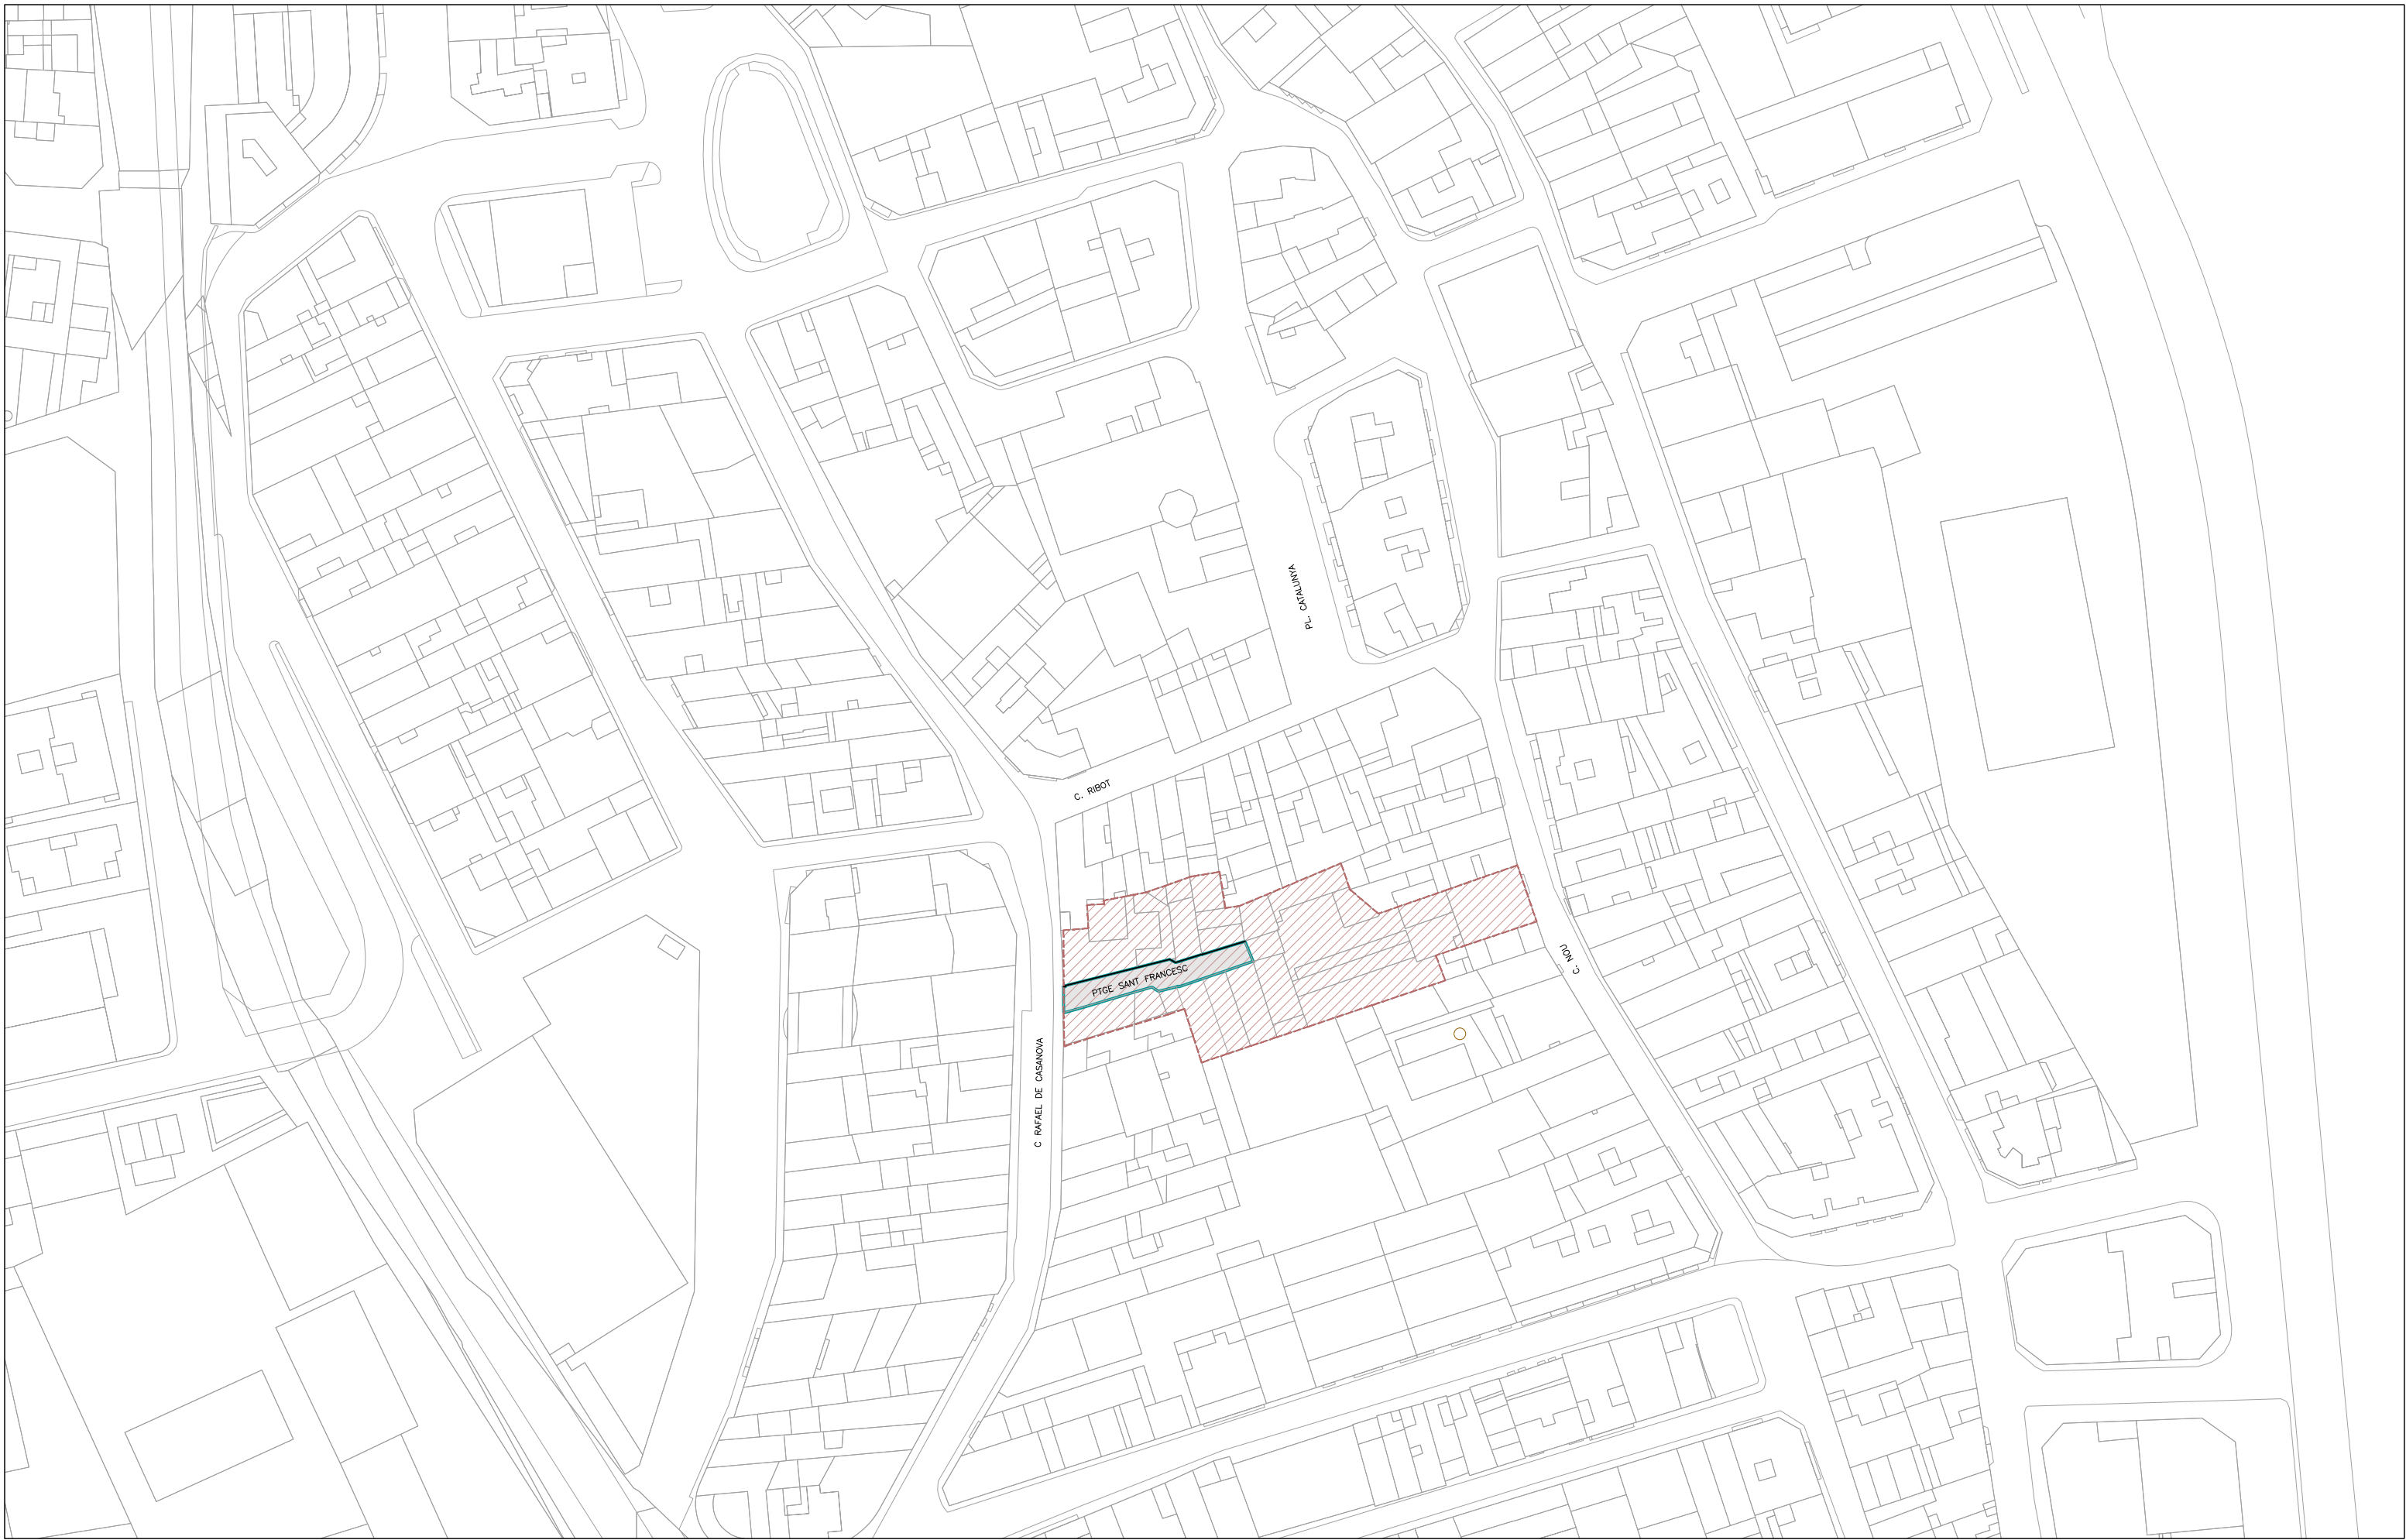 PL. CATALUNYA
C. RIBOT
C. NOU
PTGE SANT FRANCESC
C RAFAEL DE CASANOVA